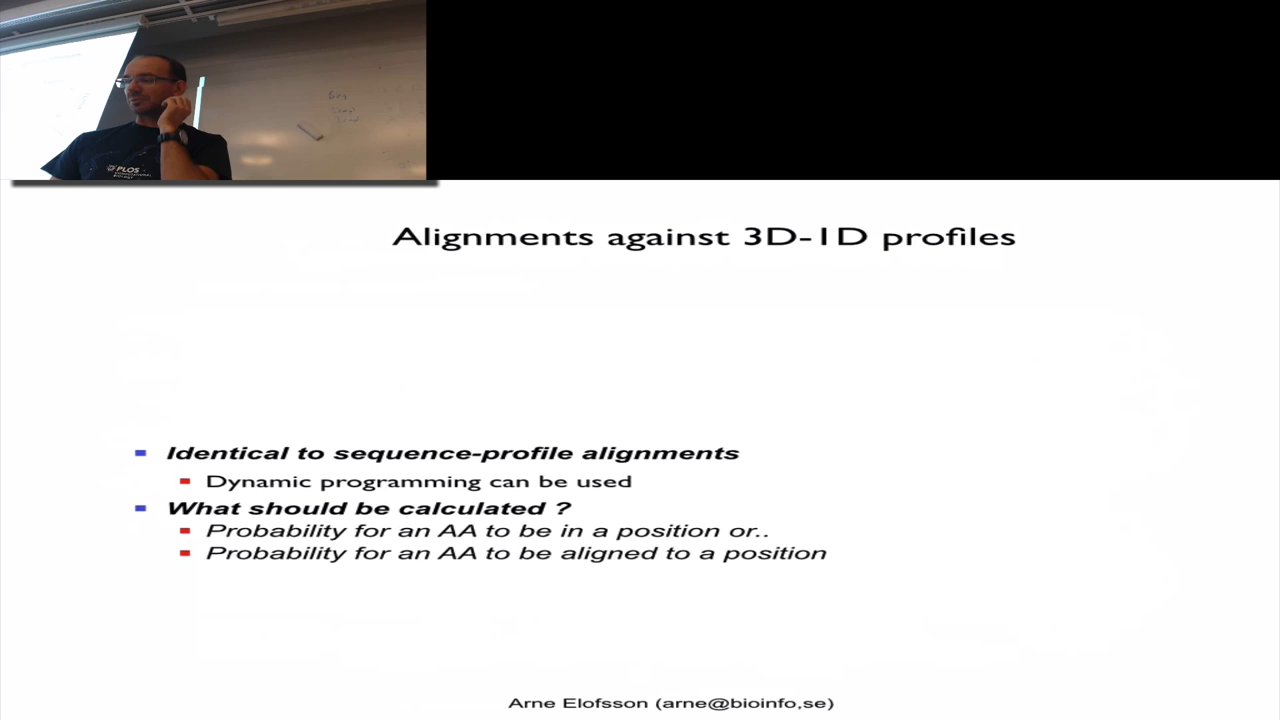 PLOS
Alignments against 3D-1D profiles
Identical to sequence-profile alignments
Dynamic programming can be used
What should be calculated ?
Probability for an AA to be in a position or..
Probability for an AA to be aligned to a position
Arne Elofsson (arne@bioinfo,se)